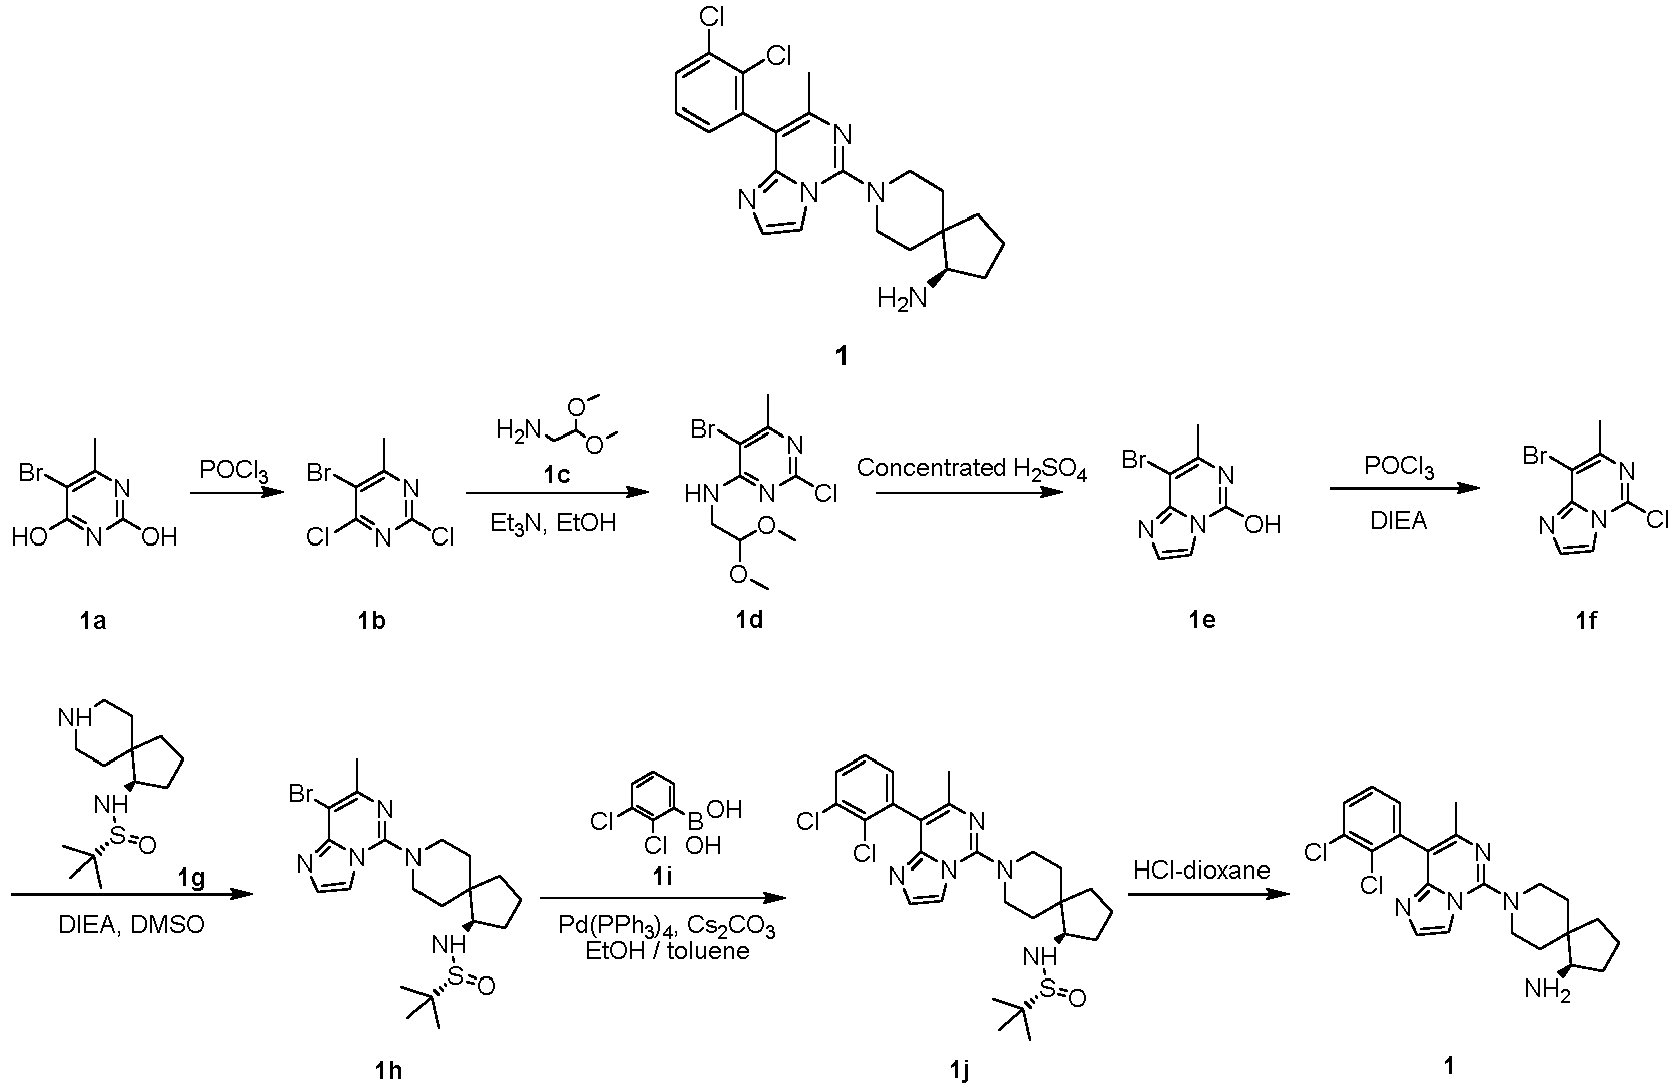 Cl
Cl
N
N
N
N
H2N
1
Br
N
HO
N
OH
1a
POCl3
Br
N
Cl
N
Cl
1b
H2N
O
O
1c
Et3N, EtOH
Br
N
HN
N
Cl
O
O
1d
Concentrated H2SO4
Br
N
N
N
OH
1e
POCl3
DIEA
Br
N
N
N
Cl
1f
NH
NH
S
O
1g
DIEA, DMSO
Br
N
N
N
N
NH
S
O
1h
Cl
Cl
B
OH
OH
1i
Pd(PPh3)4, Cs2CO3
EtOH / toluene
Cl
Cl
N
N
N
N
NH
S
O
1j
HCl-dioxane
Cl
Cl
N
N
N
N
NH2
1